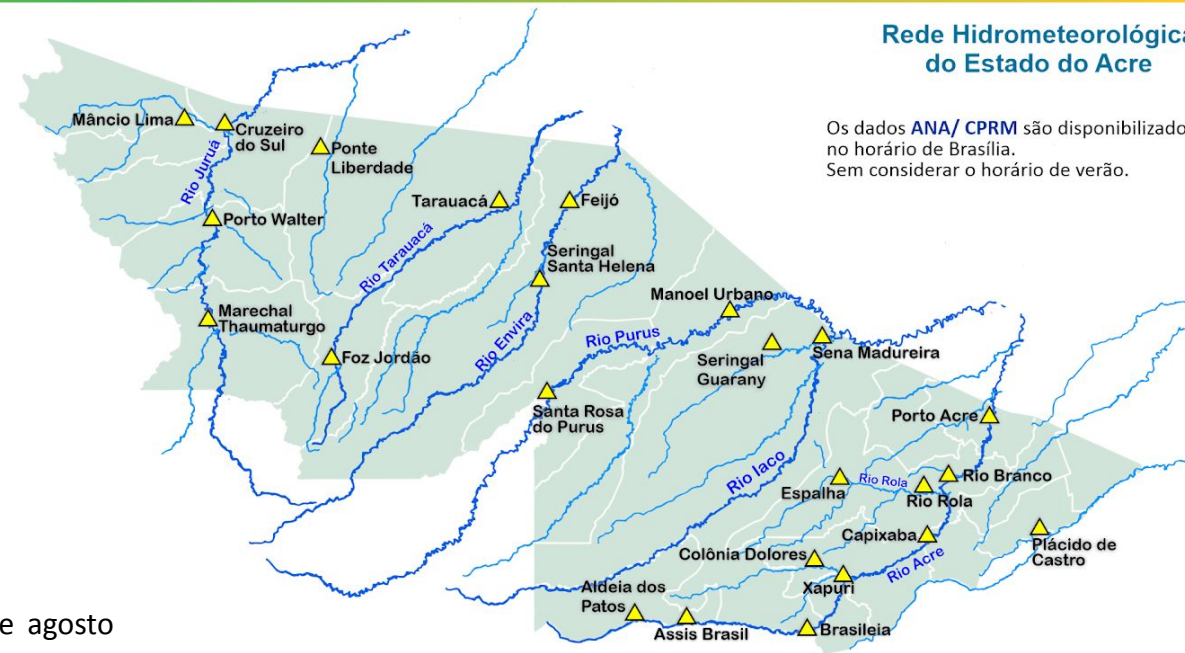 Rede Hidrometeorológica
do Estado do Acre
Os dados ANA/ CPRM são disponibilizado
no horário de Brasília.
Sem considerar o horário de verão.
Mâncio Lima
Cruzeiro
do Sul
Ponte
Liberdade
Rio Juruá
Porto Walter
Tarauacá
Feijó
Rio Tarauacá
Seringal
Santa Helena
Marechal
Thaumaturgo
Foz Jordão
Rio Envira
Manoel Urbano
Rio Purus
Seringal
Guarany
Sena Madureira
Santa Rosa
do Purus
Porto Acre
Rio Iaco
Espalha
Rio Rola
Rio Branco
Rio Rola
Capixaba
Plácido de
Castro
Colônia Dolores
Rio Acre
Xapuri
Aldeia dos
Patos
Assis Brasil
Brasileia
e agosto